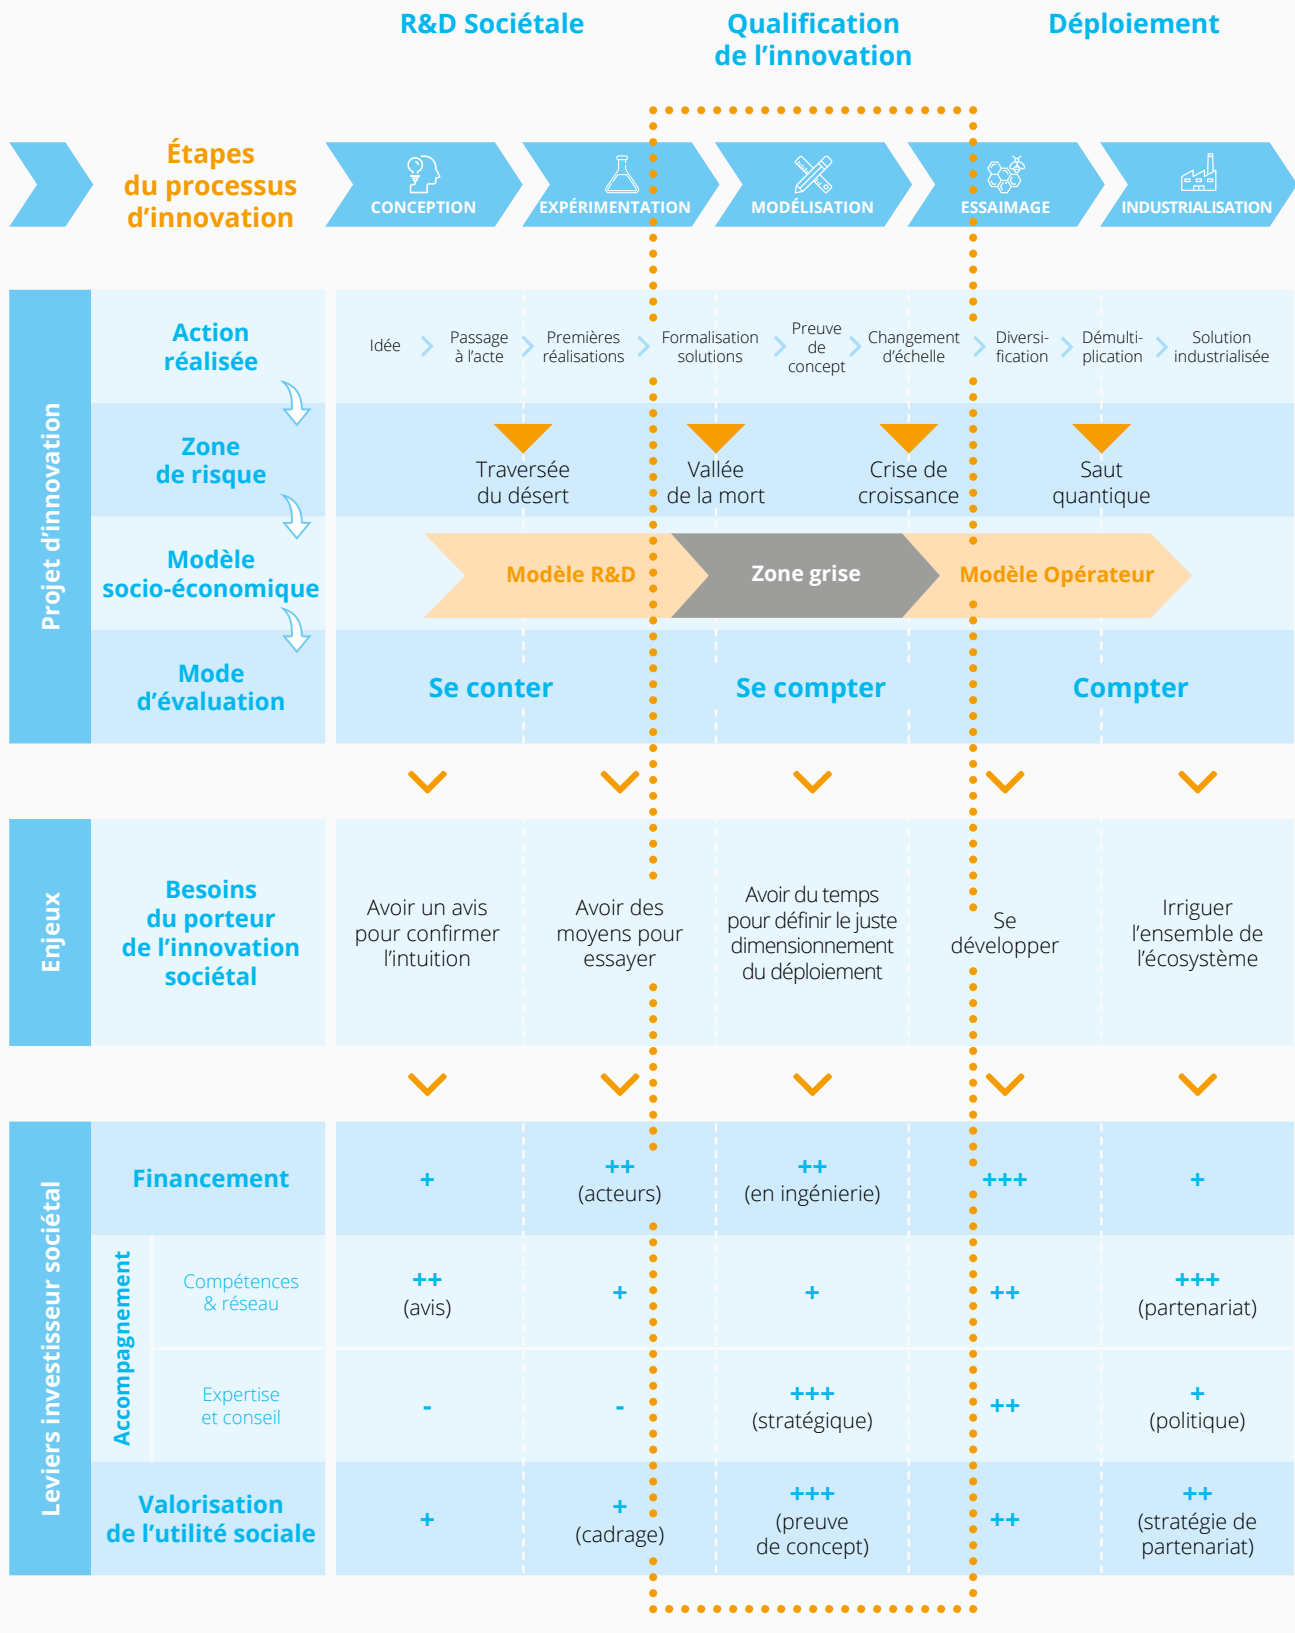 R&D Sociétale
Qualification
de l’innovation
Déploiement
Étapes
du processus
d’innovation
CONCEPTION
EXPÉRIMENTATION
MODÉLISATION
ESSAIMAGE
INDUSTRIALISATION
Projet d’innovation
Action
réalisée
Idée
Passage
à l’acte
Premières
réalisations
Formalisation
solutions
Preuve
de
concept
Changement
d’échelle
Diversi-
fication
Démulti-
plication
Solution
industrialisée
Zone
de risque
Traversée
du désert
Vallée
de la mort
Crise de
croissance
Saut
quantique
Modèle
socio-économique
Modèle R&D
Zone grise
Modèle Opérateur
Mode
d’évaluation
Se conter
Se compter
Compter
Enjeux
Besoins
du porteur
de l’innovation
sociétal
Avoir un avis
pour confirmer
l’intuition
Avoir des
moyens pour
essayer
Avoir du temps
pour définir le juste
dimensionnement
du déploiement
Se
développer
Irriguer
l’ensemble de
l’écosystème
Leviers investisseur sociétal
Financement
+
++
(acteurs)
++
(en ingénierie)
+++
+
Accompagnement
Compétences
& réseau
++
(avis)
+
+
++
+++
(partenariat)
Expertise
et conseil
-
-
+++
(stratégique)
++
+
(politique)
Valorisation
de l’utilité sociale
+
+
(cadrage)
+++
(preuve
de concept)
++
++
(stratégie de
partenariat)